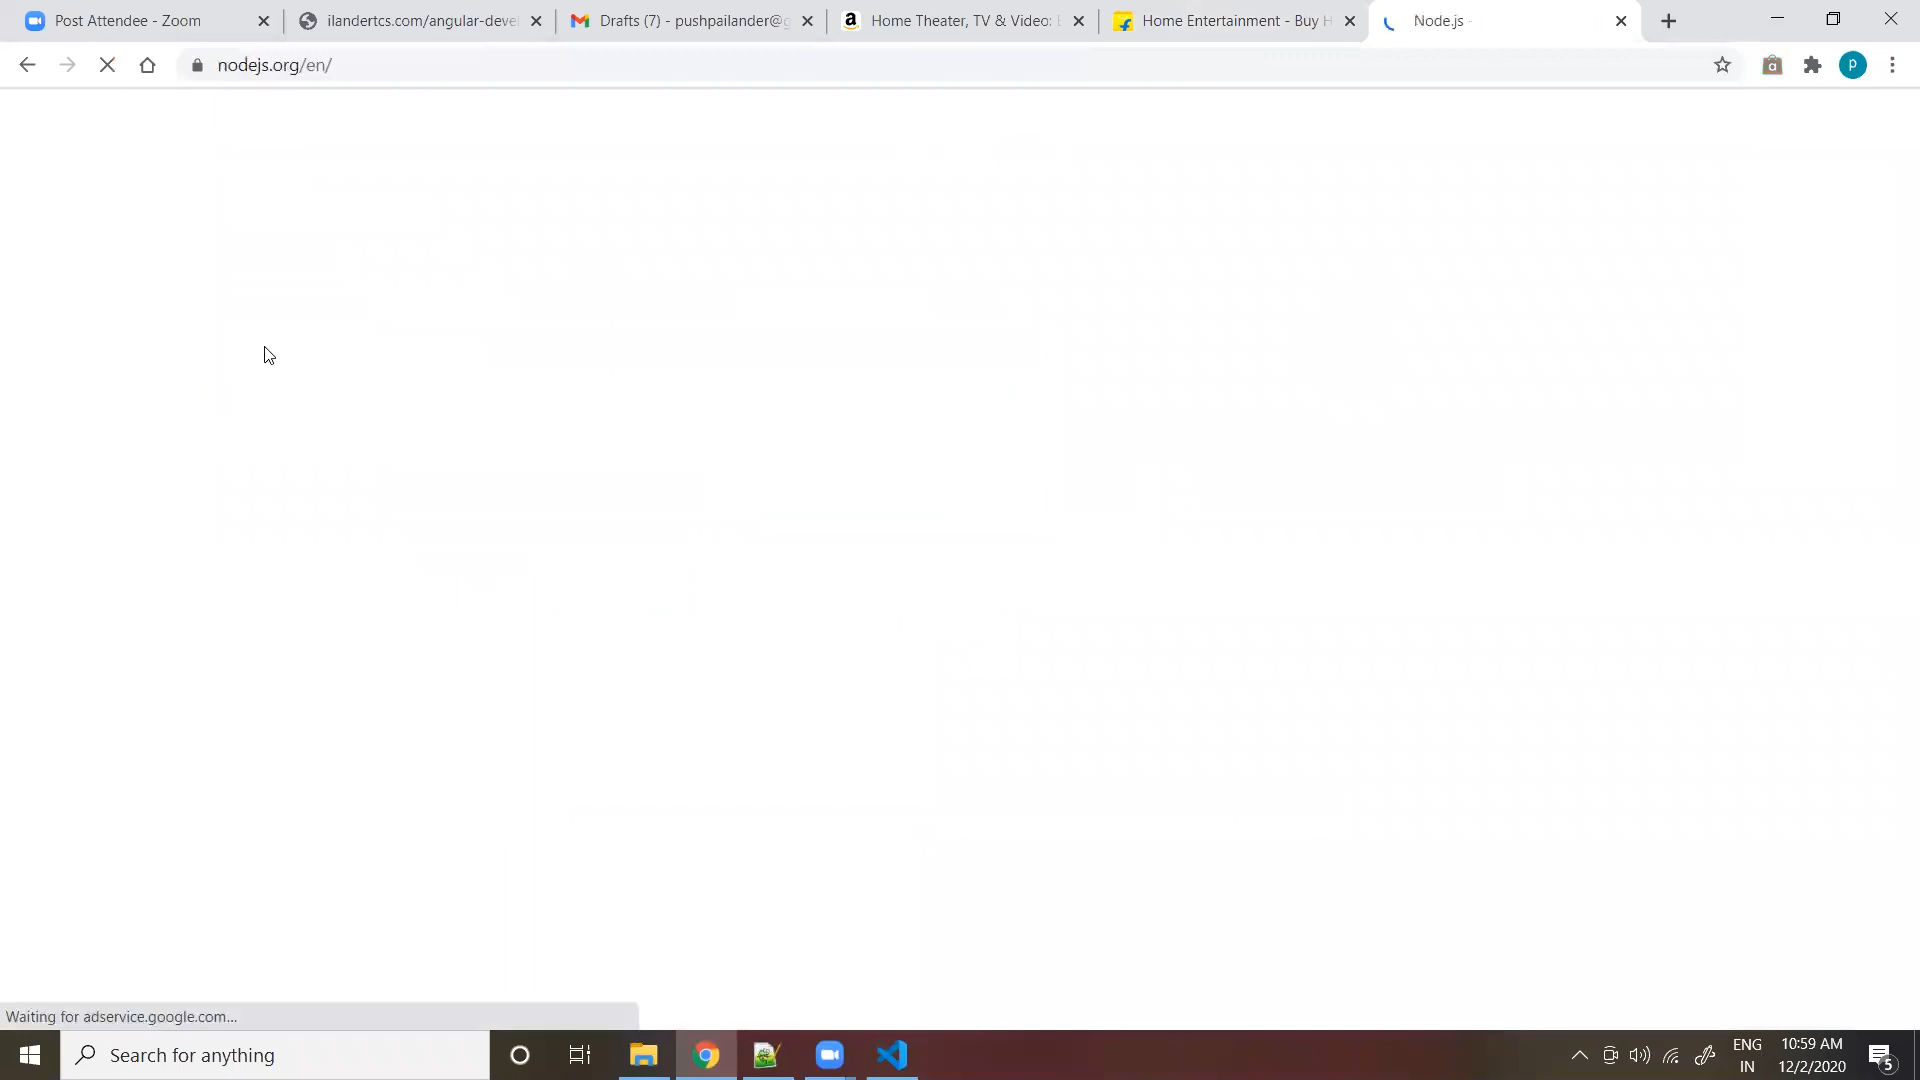 Post Attendee - Zoom
ilandertcs.com/angular-deve
Drafts (7) - pushpailander@g
Home Theater, TV & Video:
Home Entertainment - Buy H
Node.js -
nodejs.org/en/
a
P
Waiting for adservice.google.com...
Search for anything
ENG
IN
10:59 AM
12/2/2020
5